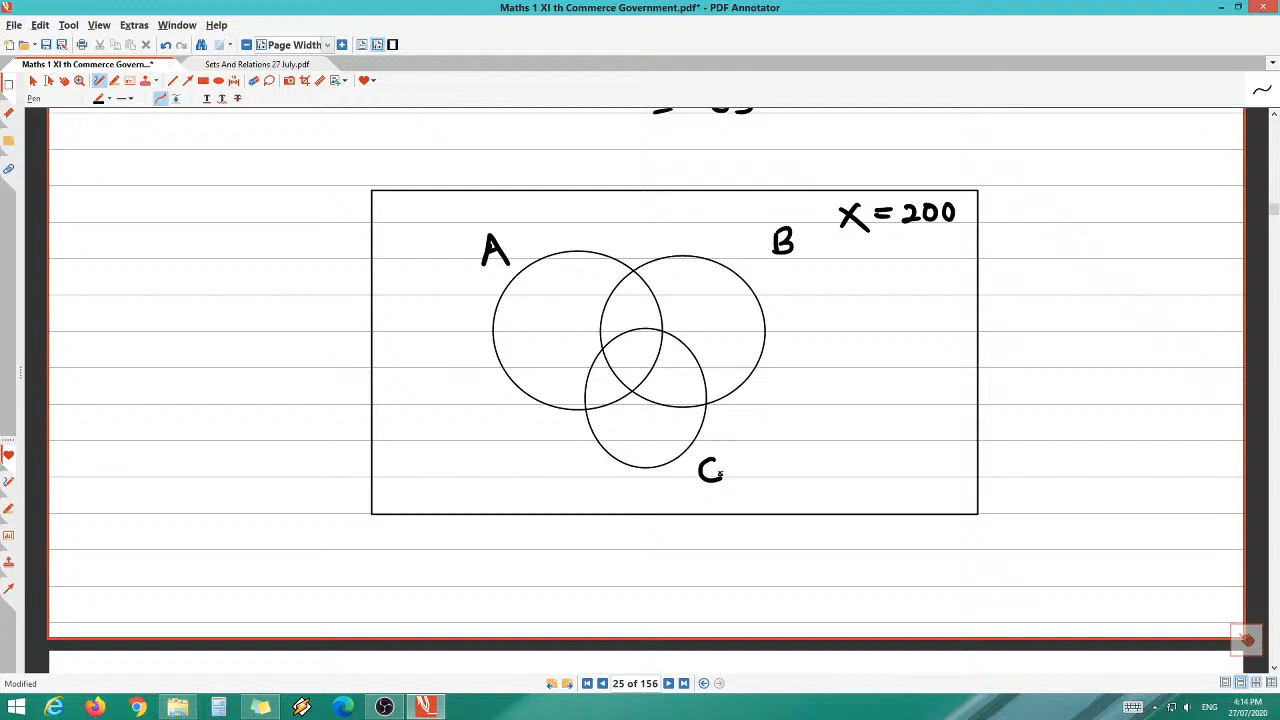 Maths 1 XI th Commerce Government.pdf* - PDF Annotator
File Edit Tool View Extras Window Help
Page Width
Maths 1 XI th Commerce Govern...*
Sets And Relations 27 July.pdf
Pen
X = 200
A
B
C
25 of 156
Modified
ENG
4:14 PM
27/07/2020